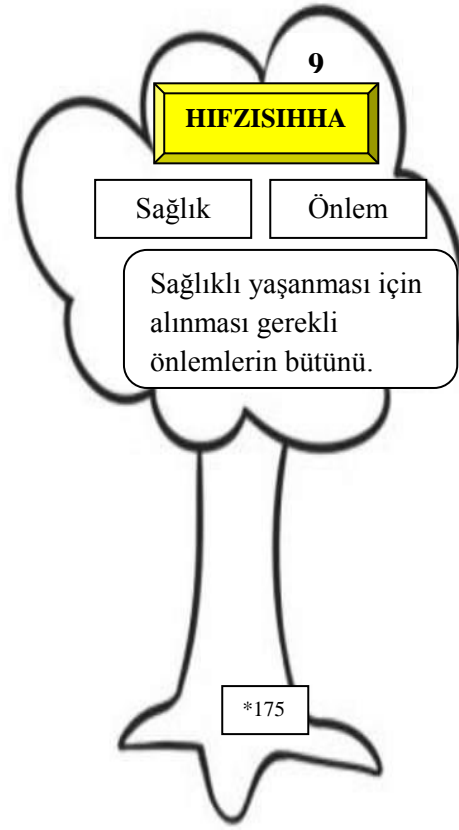 9
HIFZISIHHA
Sağlık Önlem
Sağlıklı yaşanması için
alınması gerekli
önlemlerin bütünü.
*175